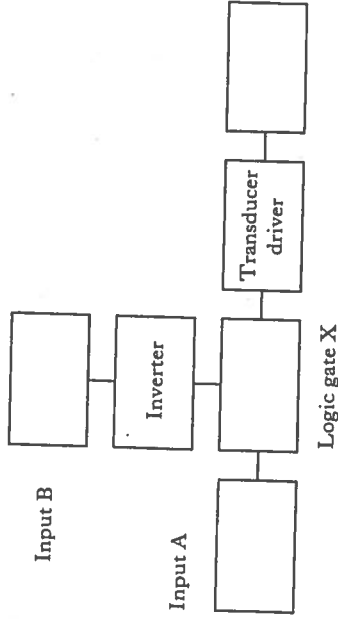 Input B
Inverter
Input A
Transducer
driver
Logic gate X